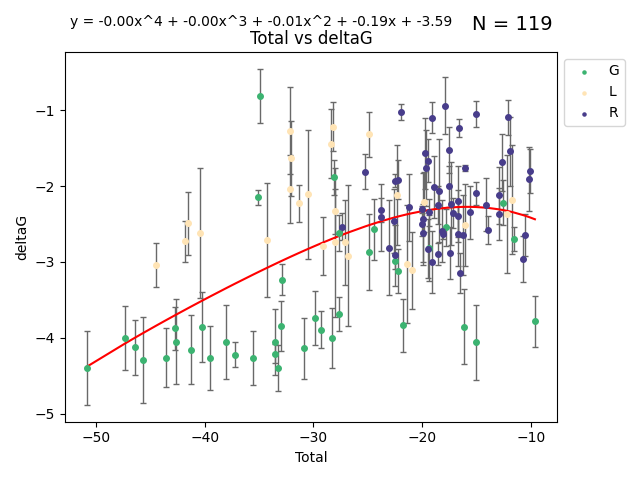 y = -0.00x^4 + -0.00x^3 + -0.01x^2 + -0.19x + -3.59
N = 119
Total vs deltaG
G
L
R
−1
−2
−3
−4
−5
deltaG
−50
−40
−30
−20
−10
Total